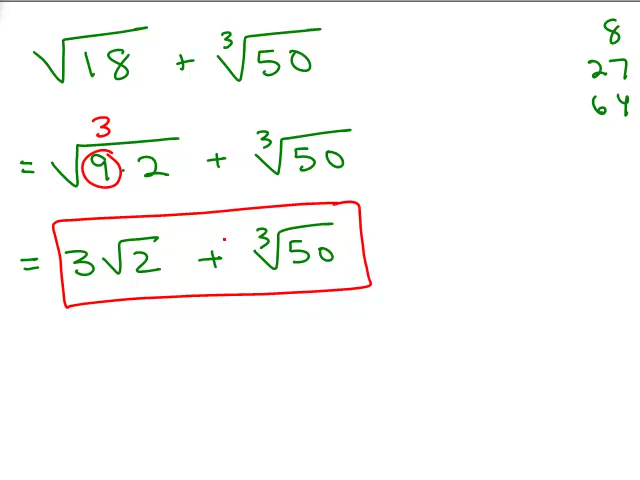 √18 + ∛50
3
= √9·2 + ∛50
= 3√2 + ∛50
8
27
64